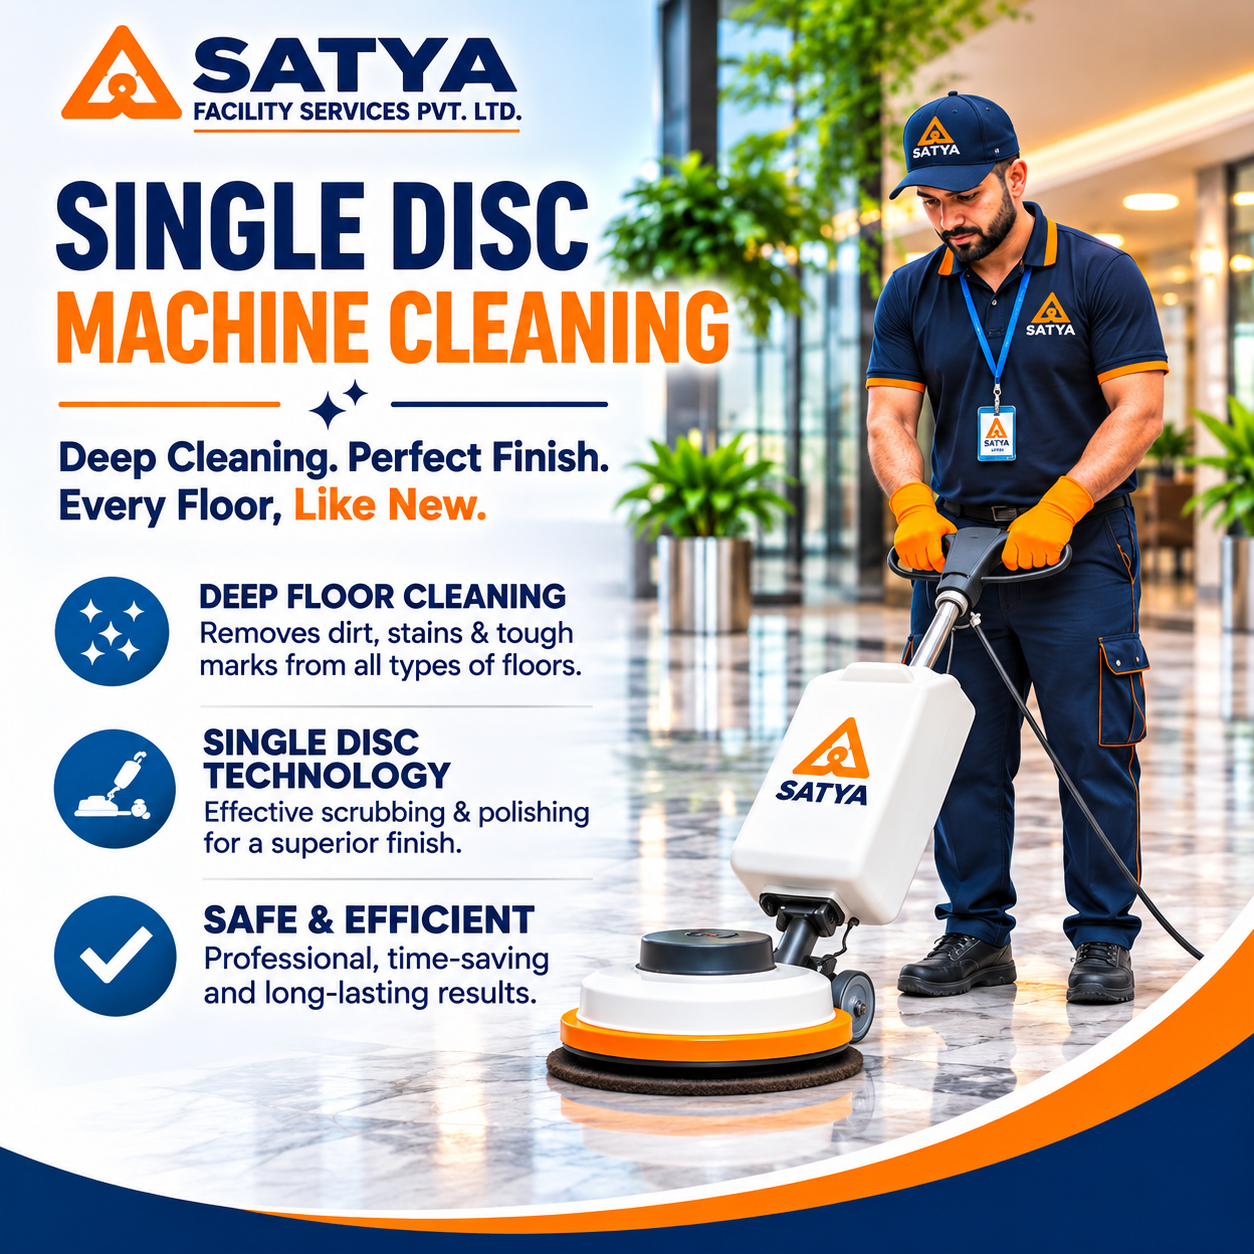 SATYA
FACILITY SERVICES PVT. LTD.
SINGLE DISC
MACHINE CLEANING
Deep Cleaning. Perfect Finish.
Every Floor, Like New.
DEEP FLOOR CLEANING
Removes dirt, stains & tough
marks from all types of floors.
SINGLE DISC
TECHNOLOGY
Effective scrubbing & polishing
for a superior finish.
SAFE & EFFICIENT
Professional, time-saving
and long-lasting results.
SATYA
SATYA
SATYA
SATYA